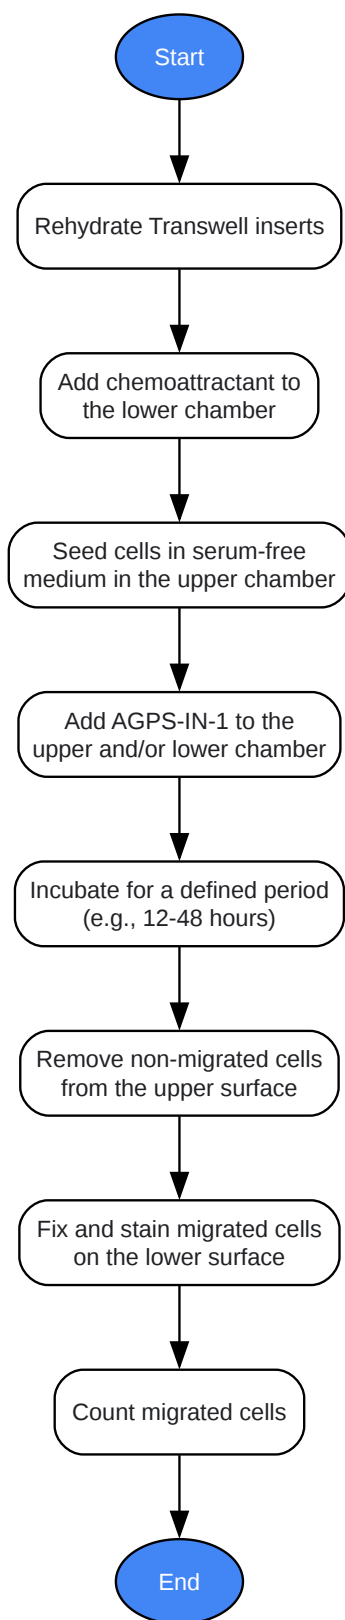 Start
Rehydrate Transwell inserts
Add chemoattractant to
the lower chamber
Seed cells in serum-free
medium in the upper chamber
Add AGPS-IN-1 to the
upper and/or lower chamber
Incubate for a defined period
(e.g., 12-48 hours)
Remove non-migrated cells
from the upper surface
Fix and stain migrated cells
on the lower surface
Count migrated cells
End